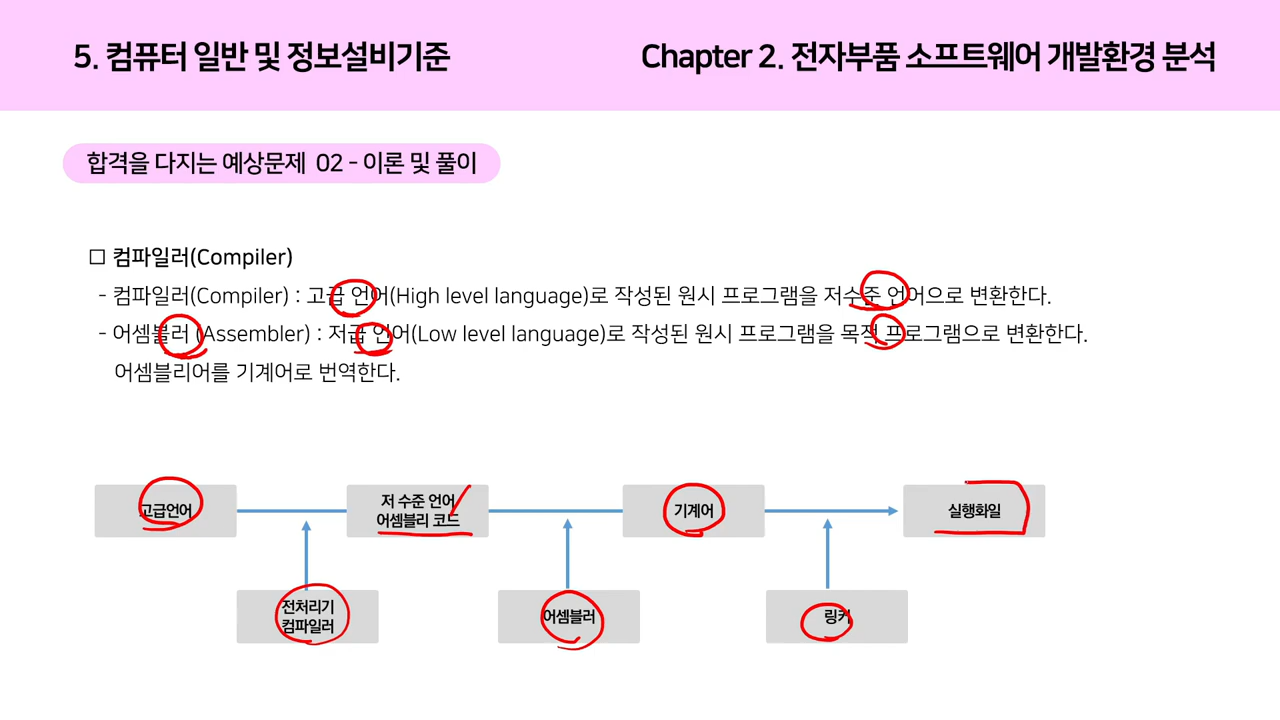 5. 컴퓨터 일반 및 정보설비기준
Chapter 2. 전자부품 소프트웨어 개발환경 분석
합격을 다지는 예상문제 02 - 이론 및 풀이
□ 컴파일러(Compiler)
- 컴파일러(Compiler) : 고급 언어(High level language)로 작성된 원시 프로그램을 저수준 언어으로 변환한다.
- 어셈블러 (Assembler) : 저급 언어(Low level language)로 작성된 원시 프로그램을 목적 프로그램으로 변환한다.
어셈블리어를 기계어로 번역한다.
고급언어
저 수준 언어
어셈블리 코드
기계어
실행화일
전처리기
컴파일러
어셈블러
링커